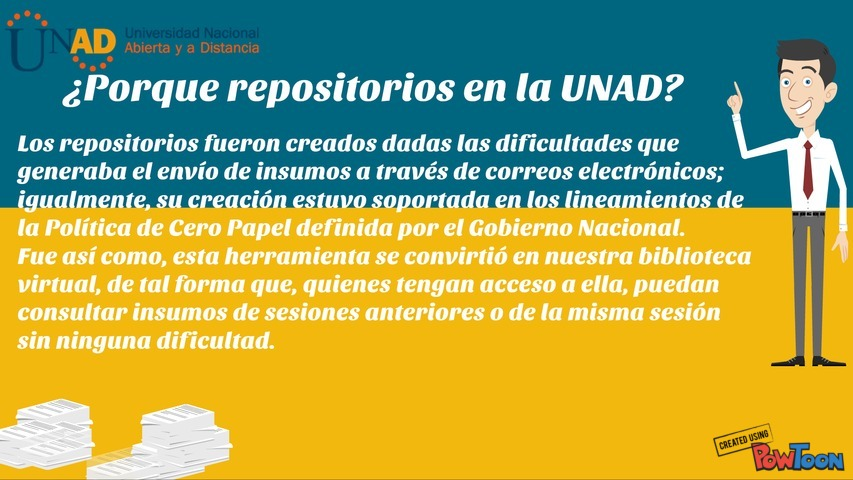 UNAD
Universidad Nacional
Abierta y a Distancia
¿Porque repositorios en la UNAD?
Los repositorios fueron creados dadas las dificultades que
generaba el envío de insumos a través de correos electrónicos;
igualmente, su creación estuvo soportada en los lineamientos de
la Política de Cero Papel definida por el Gobierno Nacional.
Fue así como, esta herramienta se convirtió en nuestra biblioteca
virtual, de tal forma que, quienes tengan acceso a ella, puedan
consultar insumos de sesiones anteriores o de la misma sesión
sin ninguna dificultad.
CREATED USING
POWTOON